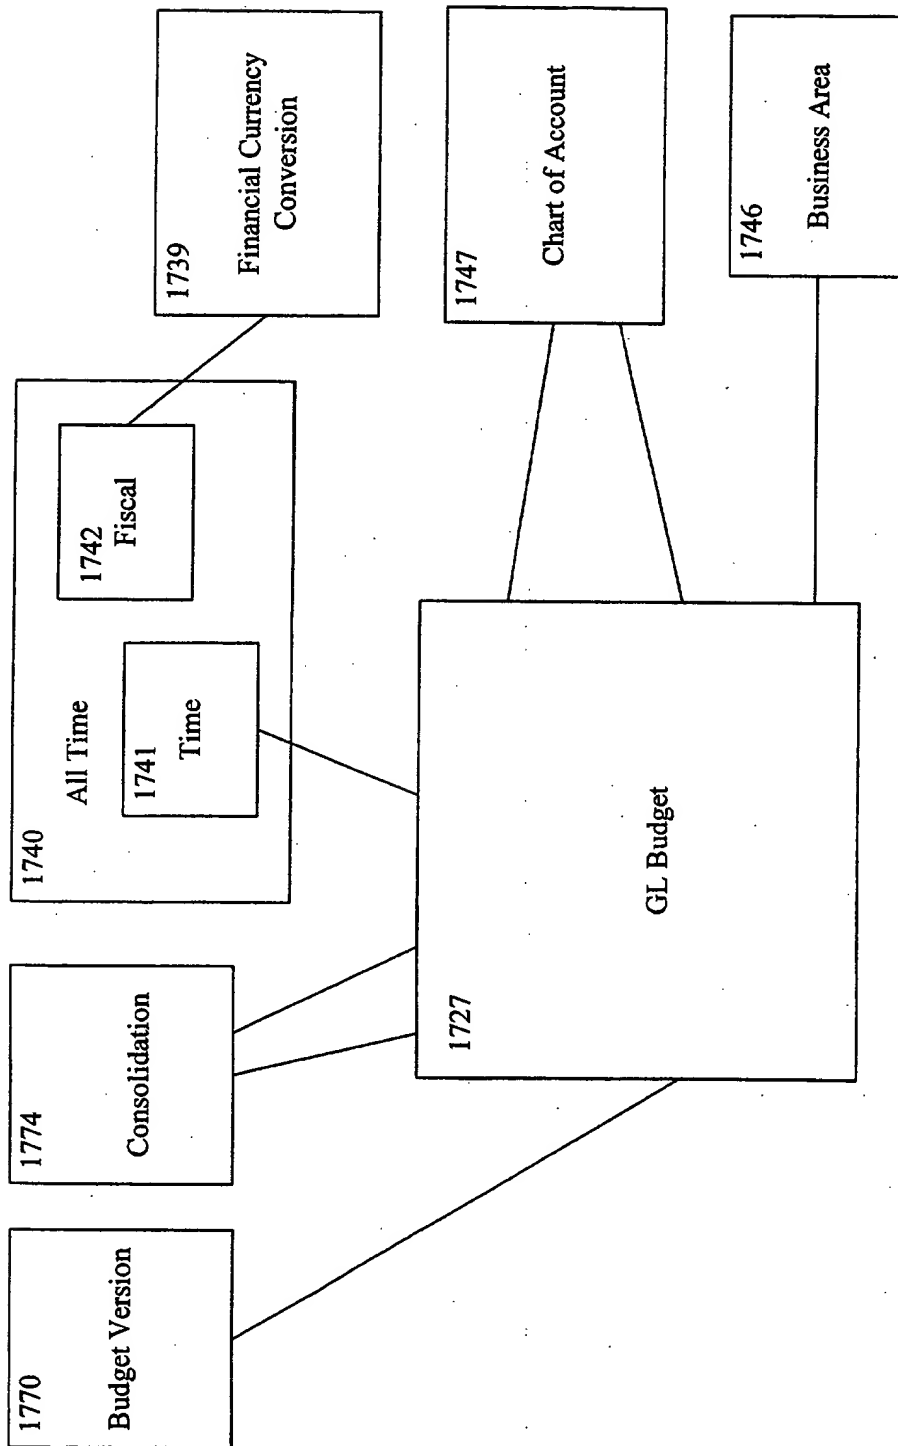 1770
Budget Version
1774
Consolidation
1740
All Time
1741
Time
1742
Fiscal
1739
Financial Currency
Conversion
1727
GL Budget
1747
Chart of Account
1746
Business Area